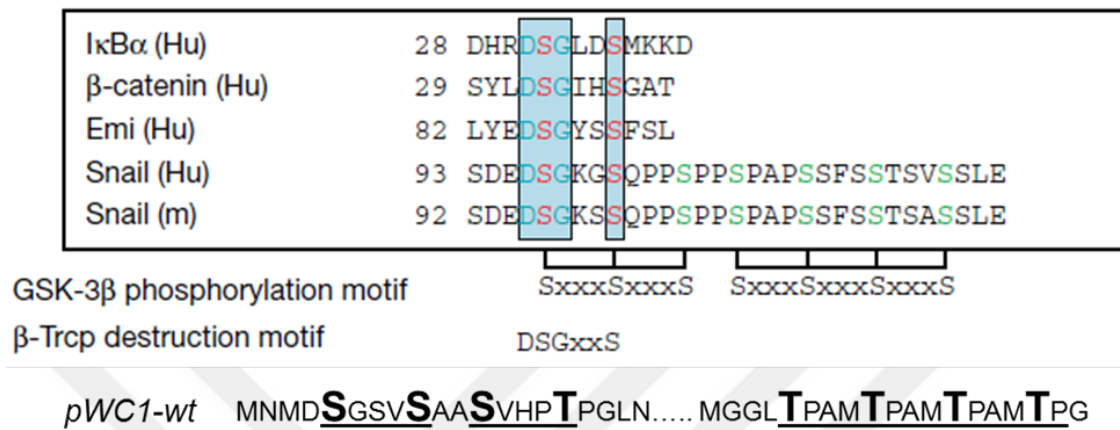 IκBα (Hu) 28 DHRDSGLDSMKKD
β-catenin (Hu) 29 SYLDSGIHSGAT
Emi (Hu) 82 LYEDSGYSSFSL
Snail (Hu) 93 SDEDSGKGSQPPSPPSPAPSSFSSTSVSSLE
Snail (m) 92 SDEDSGKSSQPPSPPSPAPSSFSSTSASSLE
GSK-3β phosphorylation motif SxxxSxxxS SxxxSxxxSxxxS
β-Trcp destruction motif DSGxxS
pWC1-wt MNMDSGSVSAASVHPTPGLN..... MGGLTPAMTPAMTPAMTPG